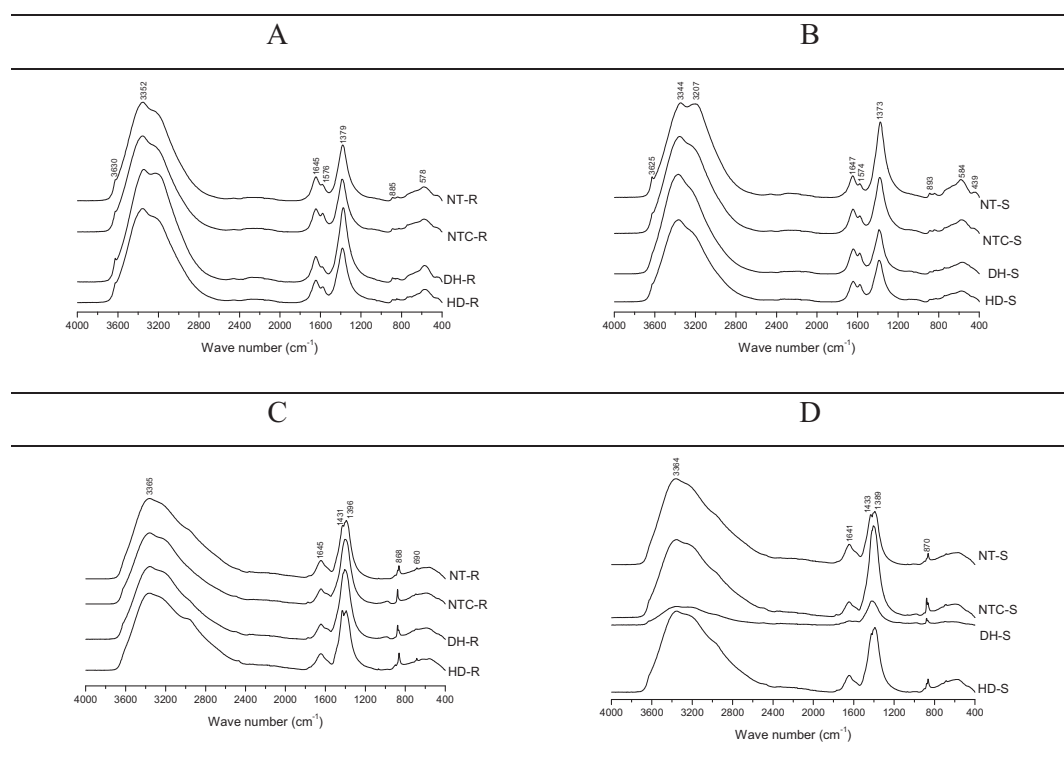 A
B
3352
3630
1379
1645
1576
885
578
NT-R
NTC-R
DH-R
HD-R
4000 3600 3200 2800 2400 2000 1600 1200 800 400
Wave number (cm-1)
3344
3207
3625
1373
1647
1574
893
584
439
NT-S
NTC-S
DH-S
HD-S
4000 3600 3200 2800 2400 2000 1600 1200 800 400
Wave number (cm-1)
C
D
3365
1431
1396
1645
868
690
NT-R
NTC-R
DH-R
HD-R
4000 3600 3200 2800 2400 2000 1600 1200 800 400
Wave number (cm-1)
3364
1433
1389
1641
870
NT-S
NTC-S
DH-S
HD-S
4000 3600 3200 2800 2400 2000 1600 1200 800 400
Wave number (cm-1)